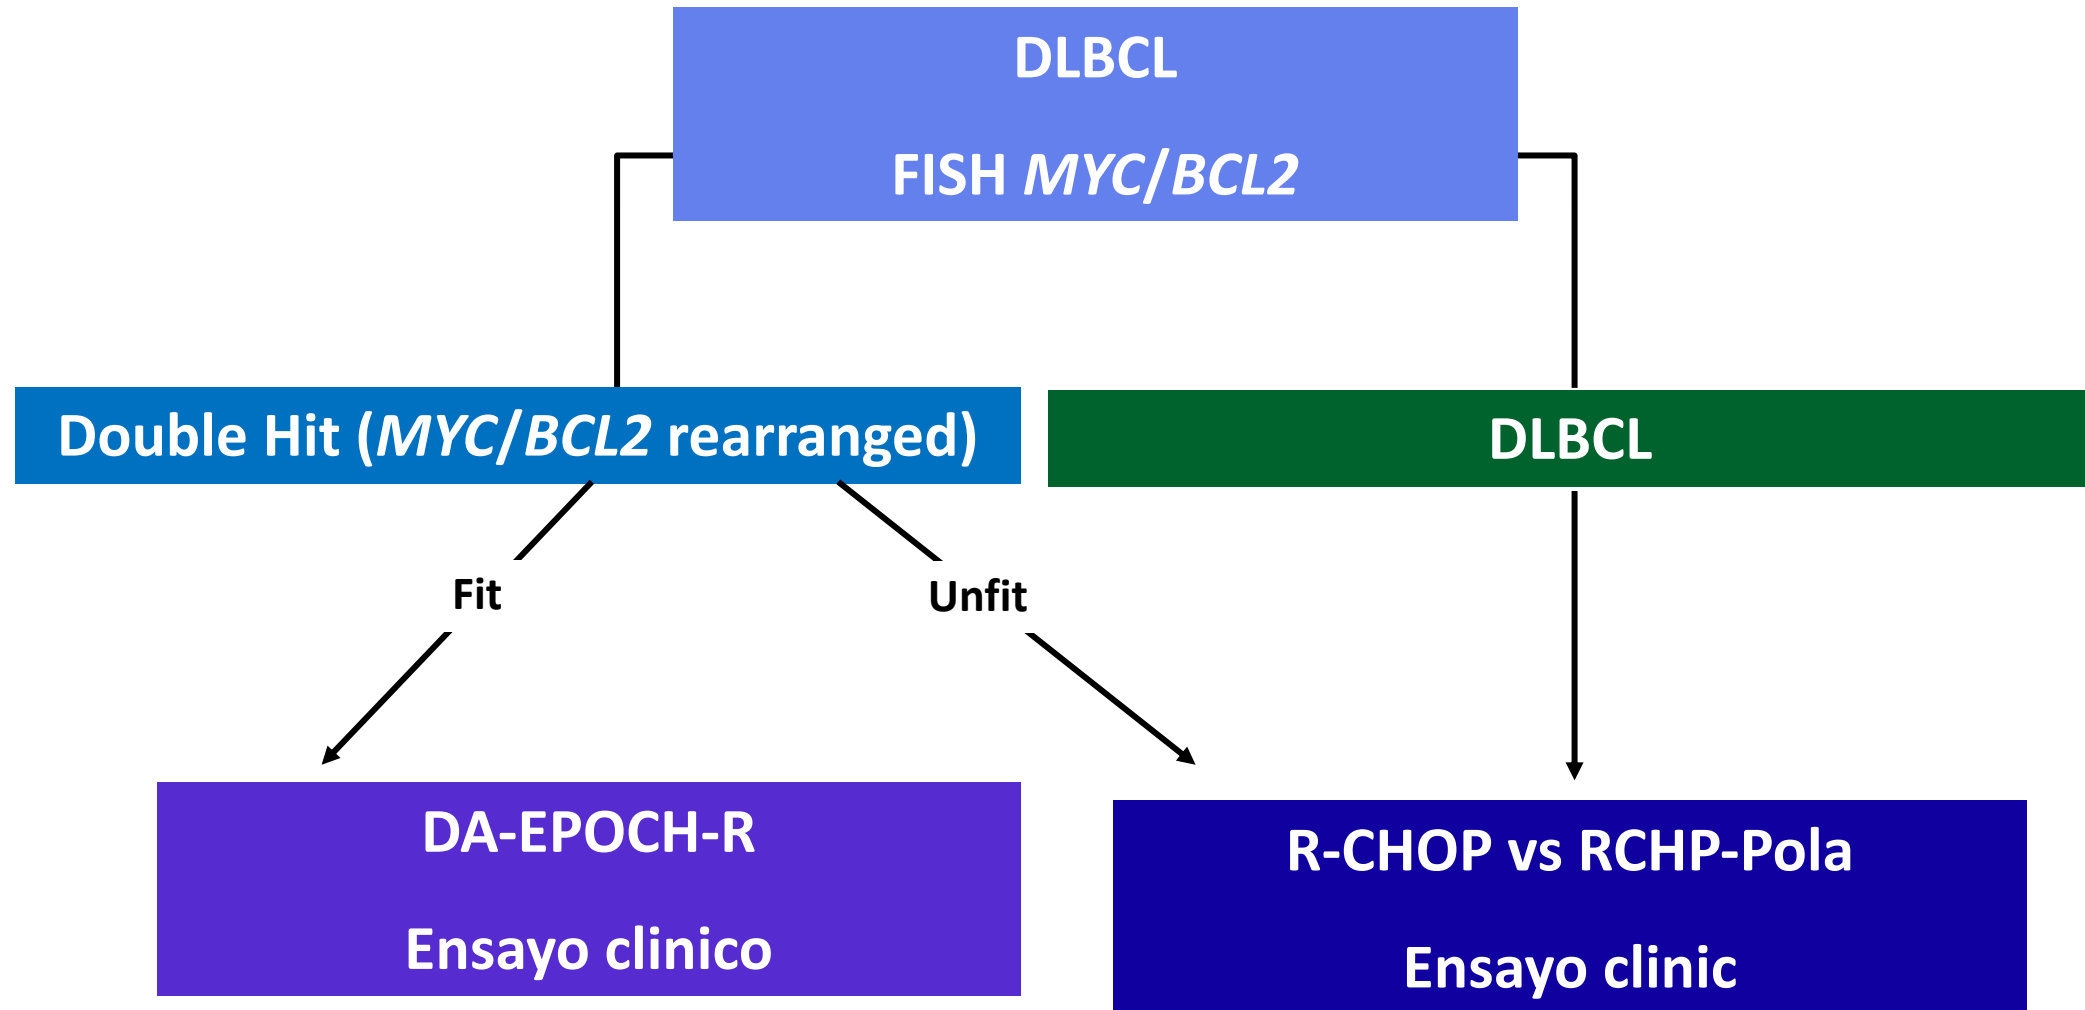 DLBCL
FISH MYC/BCL2
Double Hit (MYC/BCL2 rearranged)
DLBCL
Fit
Unfit
DA-EPOCH-R
Ensayo clinico
R-CHOP vs RCHP-Pola
Ensayo clinic